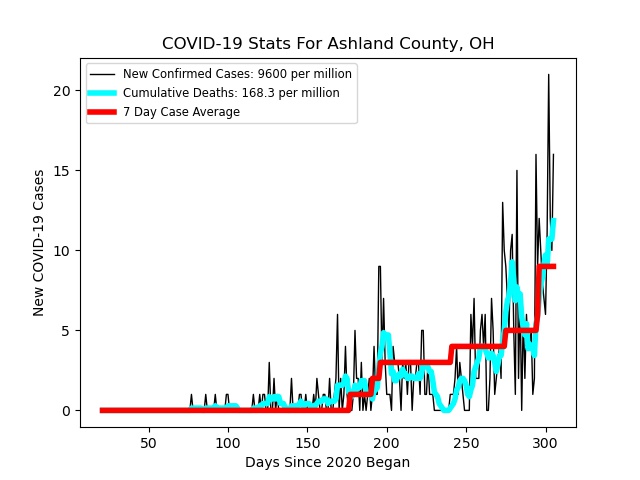 COVID-19 Stats For Ashland County, OH
New Confirmed Cases: 9600 per million
Cumulative Deaths: 168.3 per million
7 Day Case Average
New COVID-19 Cases
20
15
10
5
0
50 100 150 200 250 300
Days Since 2020 Began